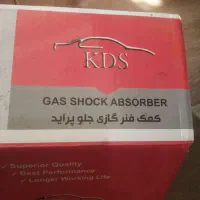 KDS
GAS SHOCK ABSORBER
کمک فنر گازی جلو پراید
✓ Superior Quality
✓ Best Performance
✓ Longer Working Life